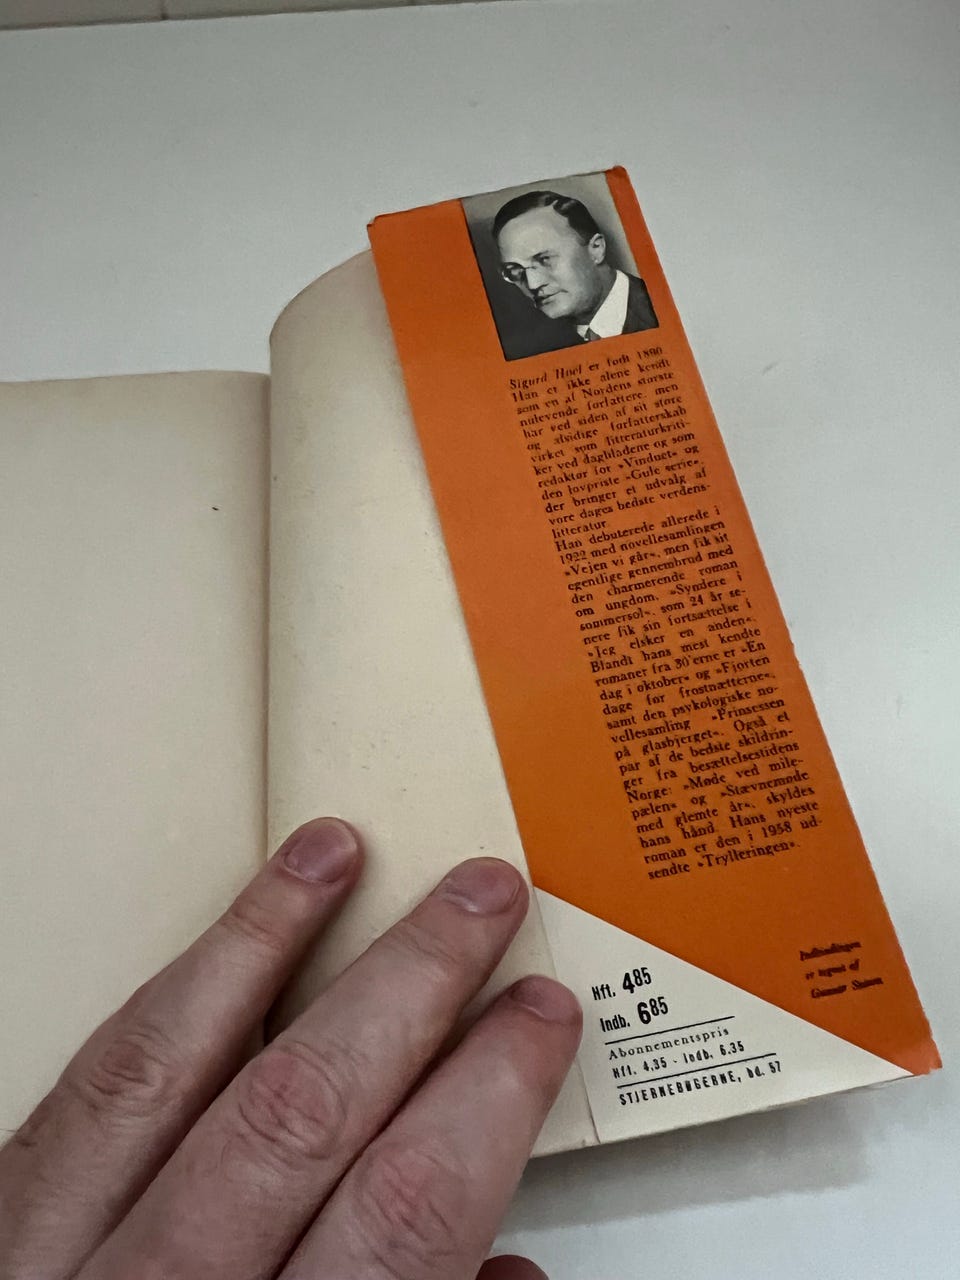 Sigurd Hoel er født 1890.
Han er ikke alene kendt
som en af Nordens største
nulevende forfattere, men
har ved siden af sit store
og alsidige forfatterskab
virket som litteraturkriti-
ker ved dagbladene og som
redaktør for »Vinduet« og
den lovpriste »Gule serie«,
der bringer et udvalg af
vore dages bedste verdens-
litteratur.
Han debuterede allerede i
1922 med novellesamlingen
»Vejen vi går«, men fik sit
egentlige gennembrud med
den charmerende roman
om ungdom, »Syndere i
sommersol«, som 24 år se-
nere fik sin fortsættelse i
»Jeg elsker en anden«.
Blandt hans mest kendte
romaner fra 30'erne er »En
dag i oktober« og »Fjorten
dage før frostnætterne«,
samt den psykologiske no-
vellesamling »Prinsessen
på glasbjerget«. Også et
par af de bedste skildrin-
ger fra besættelsestidens
Norge: »Møde ved mile-
pælen« og »Stævnemøde
med glemte år«, skyldes
hans hånd. Hans nyeste
roman er den i 1958 ud-
sendte »Trylleringen«.
Indbindingen
er tegnet af
Gunnar
Hft. 4.85
Indb. 6.85
Abonnementspris
Hft. 4.35 - Indb. 6.35
STJERNEBØGERNE, bd. 57